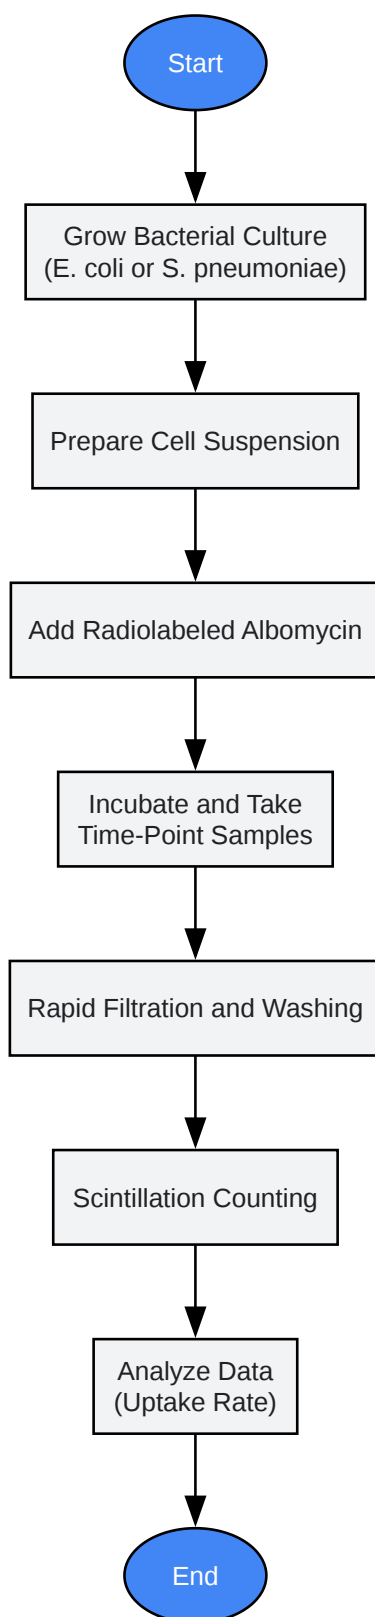 Start
Grow Bacterial Culture
(E. coli or S. pneumoniae)
Prepare Cell Suspension
Add Radiolabeled Albomycin
Incubate and Take
Time-Point Samples
Rapid Filtration and Washing
Scintillation Counting
Analyze Data
(Uptake Rate)
End